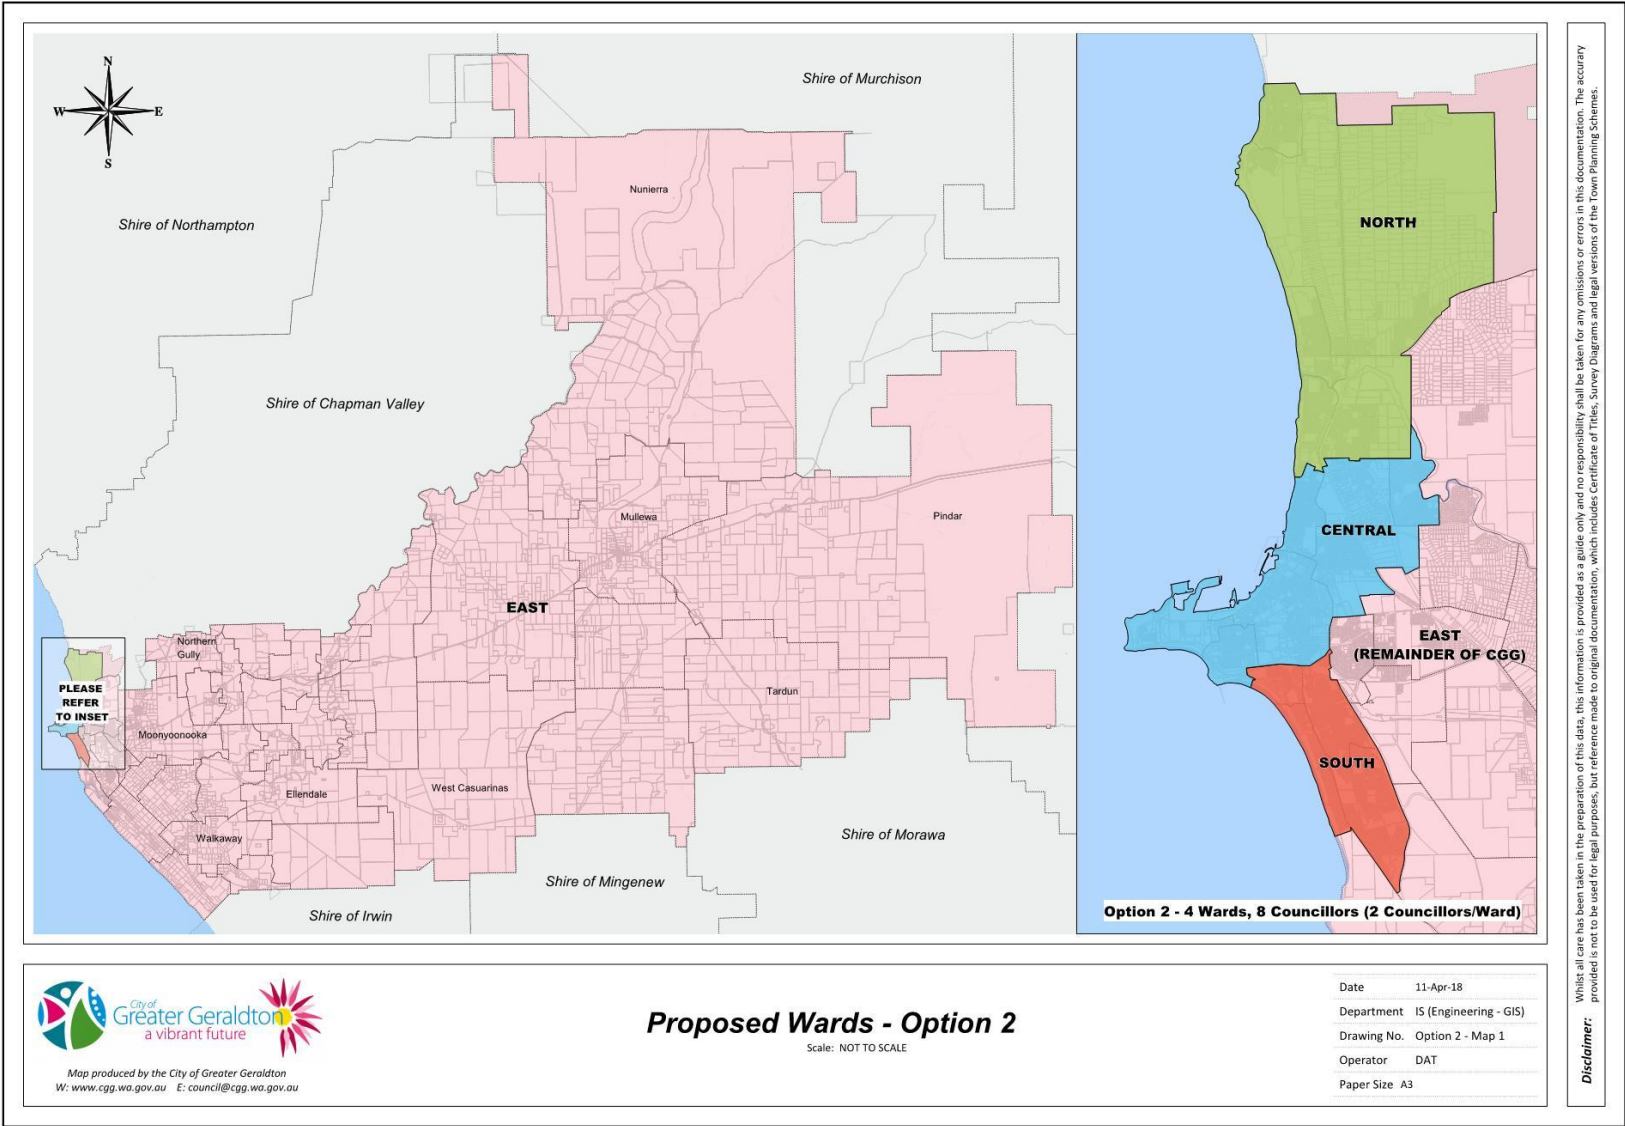 N
W
E
S
Shire of Murchison
Shire of Northampton
Nunierra
Shire of Chapman Valley
Mullewa
Pindar
EAST
Northern
Gully
PLEASE
REFER
TO INSET
Moonyoonooka
Tardun
Ellendale
West Casuarinas
Walkaway
Shire of Morawa
Shire of Mingenew
Shire of Irwin
NORTH
CENTRAL
EAST
(REMAINDER OF CGG)
SOUTH
Option 2 - 4 Wards, 8 Councillors (2 Councillors/Ward)
City of
Greater Geraldton
a vibrant future
Map produced by the City of Greater Geraldton
W: www.cgg.wa.gov.au E: council@cgg.wa.gov.au
Proposed Wards - Option 2
Scale: NOT TO SCALE
Date 11-Apr-18
Department IS (Engineering - GIS)
Drawing No. Option 2 - Map 1
Operator DAT
Paper Size A3
Disclaimer: Whilst all care has been taken in the preparation of this data, this information is provided as a guide only and no responsibility shall be taken for any omissions or errors in this documentation. The accurary
provided is not to be used for legal purposes, but reference made to original documentation, which includes Certificate of Titles, Survey Diagrams and legal versions of the Town Planning Schemes.